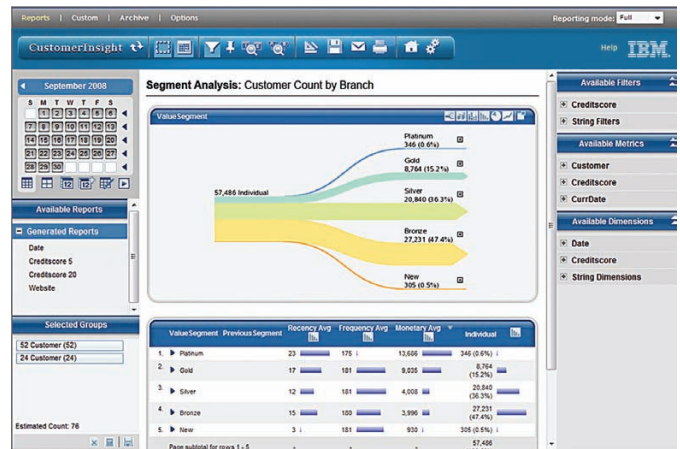 Reports | Custom | Archive | Options
Reporting mode: Full
CustomerInsight
Help IBM
September 2008
S M T W T F S
1 2 3 4 5 6
7 8 9 10 11 12 13
14 15 16 17 18 19 20
21 22 23 24 25 26 27
28 29 30
12 12
Available Reports
Generated Reports
Date
Creditscore 5
Creditscore 20
Website
Selected Groups
52 Customer (52)
24 Customer (24)
Estimated Count: 76
Segment Analysis: Customer Count by Branch
ValueSegment
57,486 Individual
Platinum
346 (0.6%)
Gold
8,764 (15.2%)
Silver
20,840 (36.3%)
Bronze
27,231 (47.4%)
New
305 (0.5%)
ValueSegment PreviousSegment Recency Avg Frequency Avg Monetary Avg Individual
1. Platinum 23 175 13,686 346 (0.6%)
2. Gold 17 181 9,035 8,764 (15.2%)
3. Silver 12 181 4,008 20,840 (36.3%)
4. Bronze 15 180 3,996 27,231 (47.4%)
5. New 3 181 930 305 (0.5%)
Page subtotal for rows 1 - 5 57,486
Available Filters
Creditscore
String Filters
Available Metrics
Customer
Creditscore
CurrDate
Available Dimensions
Date
Creditscore
String Dimensions